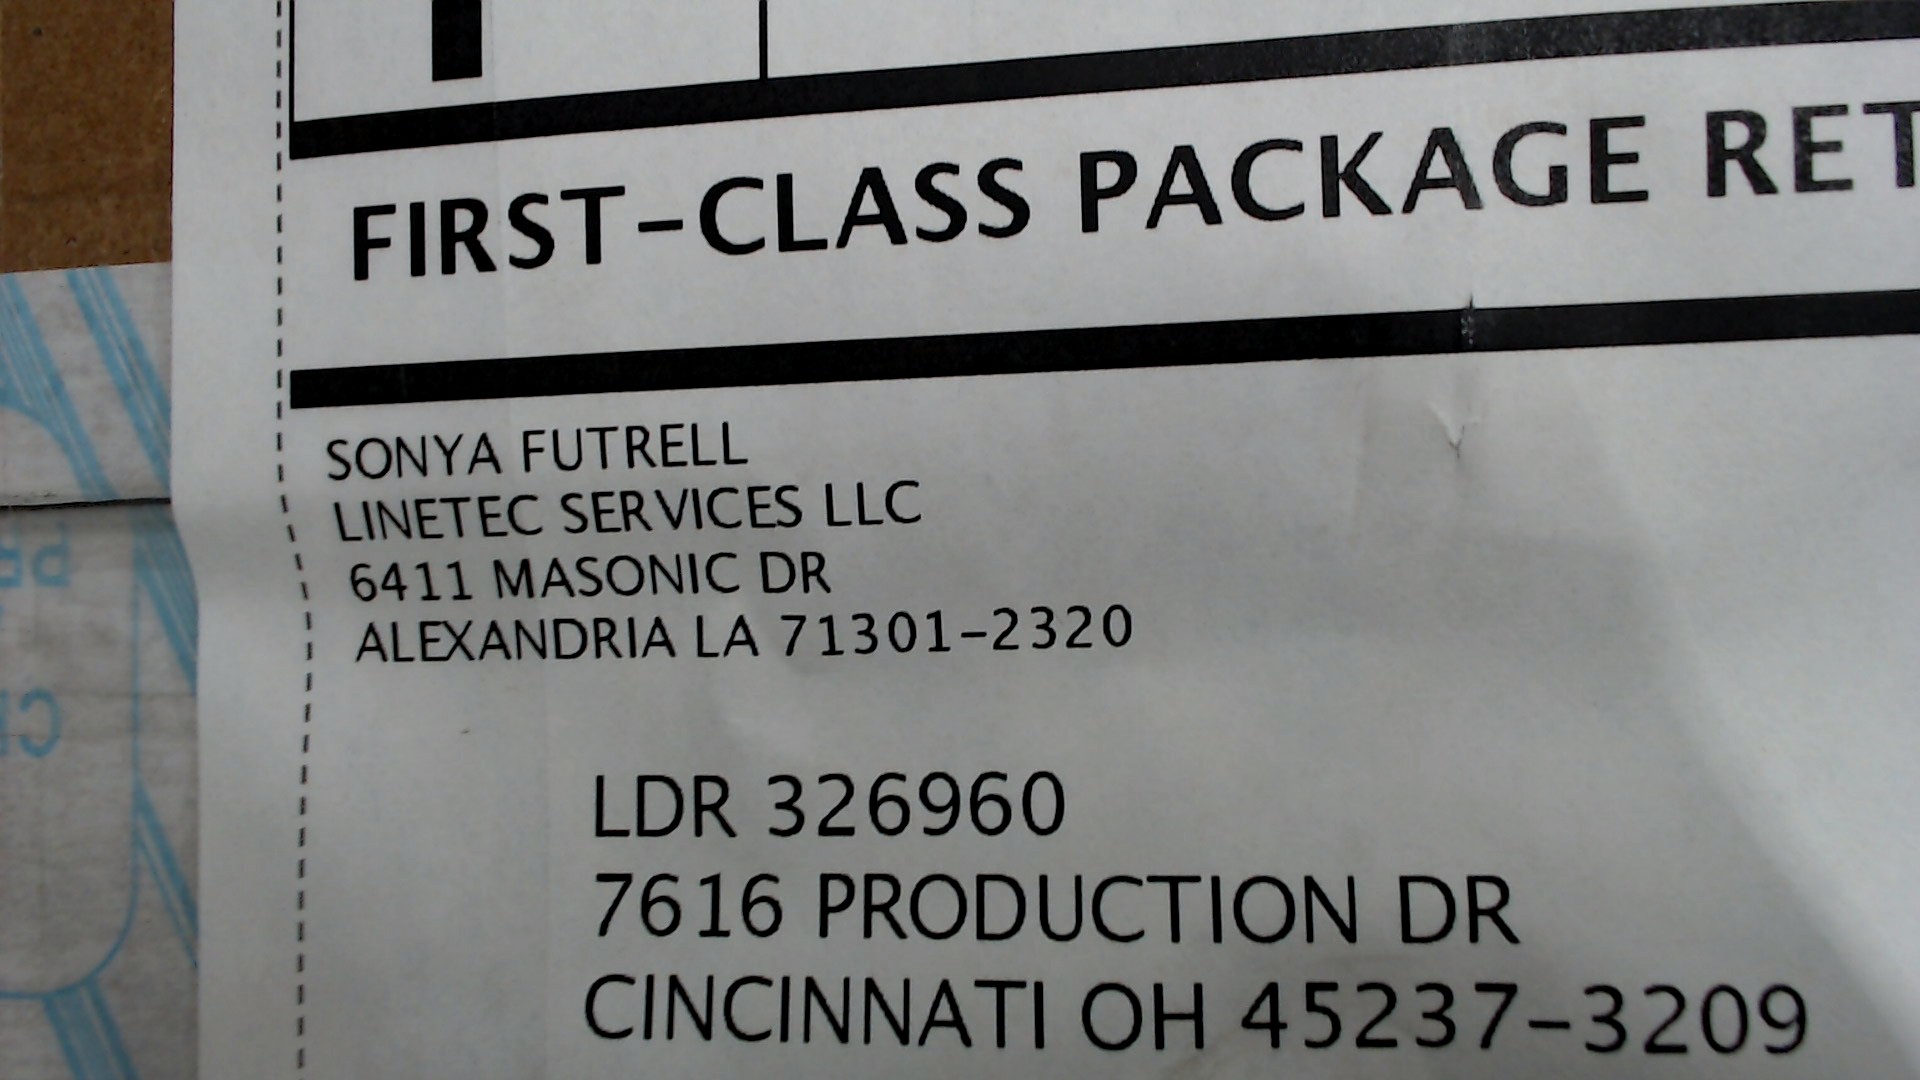 FIRST-CLASS PACKAGE RET
SONYA FUTRELL
LINETEC SERVICES LLC
6411 MASONIC DR
ALEXANDRIA LA 71301-2320
LDR 326960
7616 PRODUCTION DR
CINCINNATI OH 45237-3209